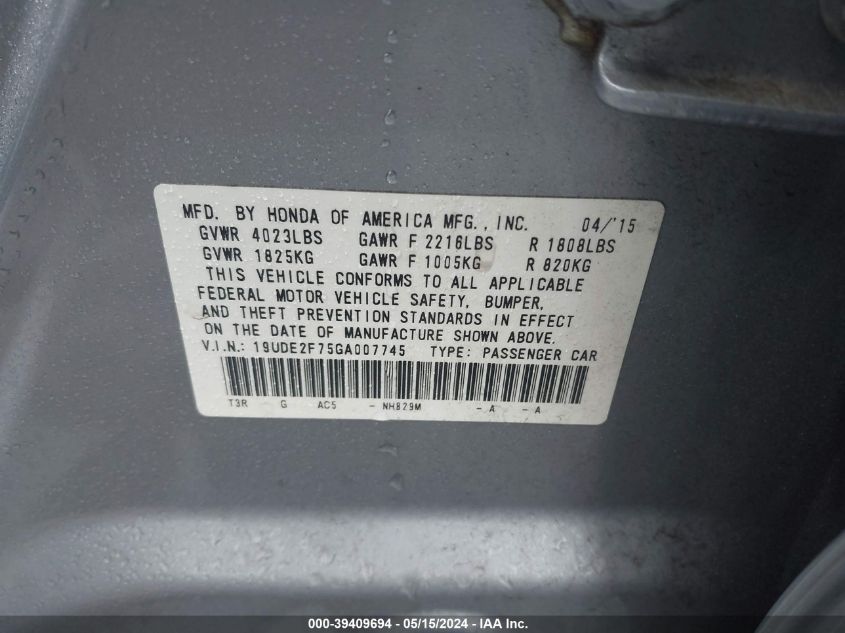 MFD. BY HONDA OF AMERICA MFG., INC. 04/'15
GVWR 4023LBS GAWR F 2216LBS R 1808LBS
GVWR 1825KG GAWR F 1005KG R 820KG
THIS VEHICLE CONFORMS TO ALL APPLICABLE
FEDERAL MOTOR VEHICLE SAFETY, BUMPER,
AND THEFT PREVENTION STANDARDS IN EFFECT
ON THE DATE OF MANUFACTURE SHOWN ABOVE.
V.I.N.: 19UDE2F75GA007745 TYPE: PASSENGER CAR
T3R G AC5 - NH829M - A - A
000-39409694 - 05/15/2024 - IAA Inc.